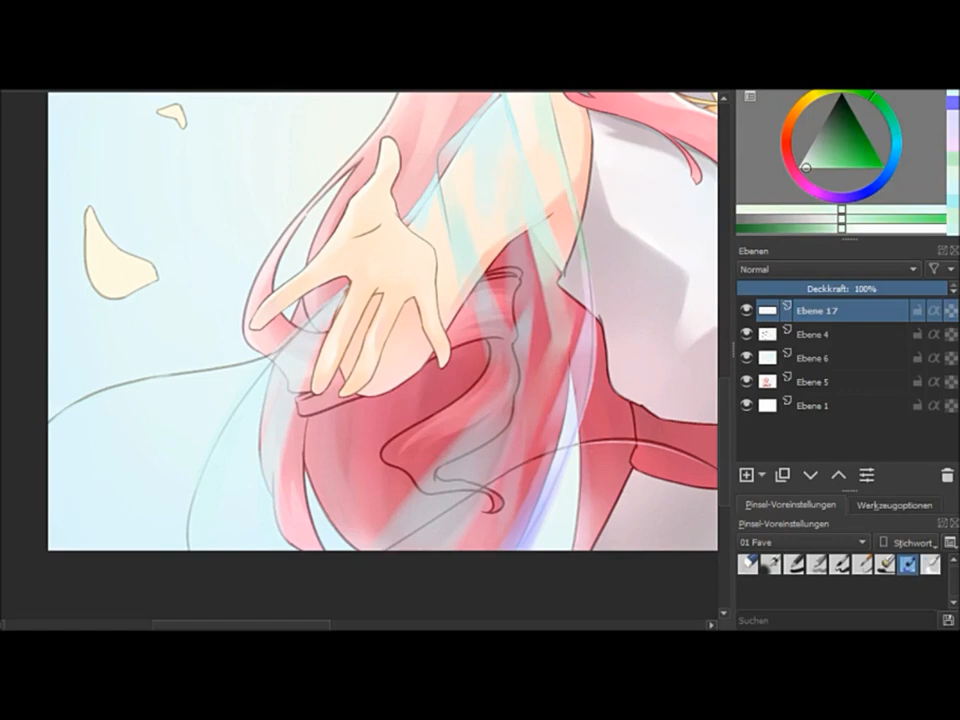 Ebenen
Normal
Deckkraft: 100%
Ebene 17
Ebene 4
Ebene 6
Ebene 5
Ebene 1
Pinsel-Voreinstellungen
Werkzeugoptionen
Pinsel-Voreinstellungen
01 Fave
Stichwort
Suchen